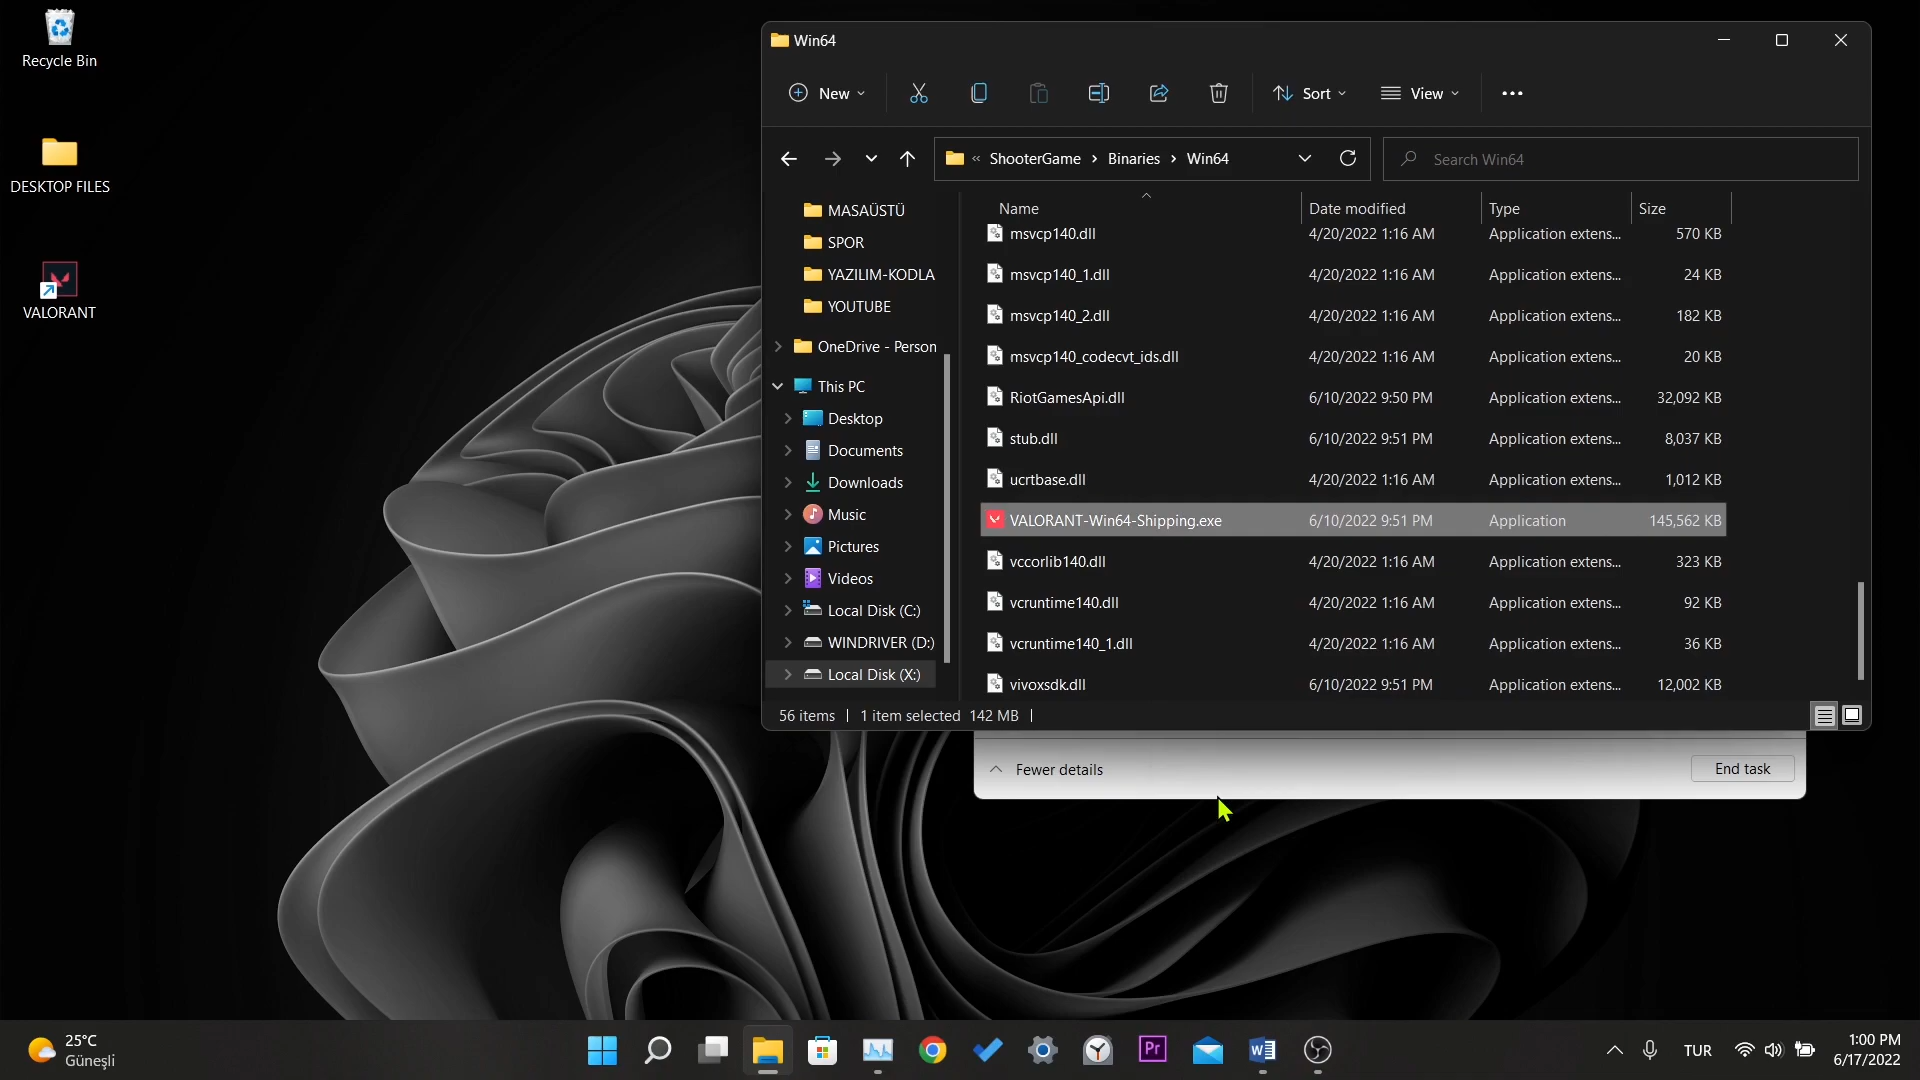 Recycle Bin
DESKTOP FILES
VALORANT
Win64
New
Sort
View
« ShooterGame > Binaries > Win64
Search Win64
MASAÜSTÜ
SPOR
YAZILIM-KODLA
YOUTUBE
OneDrive - Person
This PC
Desktop
Documents
Downloads
Music
Pictures
Videos
Local Disk (C:)
WINDRIVER (D:)
Local Disk (X:)
Name Date modified Type Size
msvcp140.dll 4/20/2022 1:16 AM Application extens... 570 KB
msvcp140_1.dll 4/20/2022 1:16 AM Application extens... 24 KB
msvcp140_2.dll 4/20/2022 1:16 AM Application extens... 182 KB
msvcp140_codecvt_ids.dll 4/20/2022 1:16 AM Application extens... 20 KB
RiotGamesApi.dll 6/10/2022 9:50 PM Application extens... 32,092 KB
stub.dll 6/10/2022 9:51 PM Application extens... 8,037 KB
ucrtbase.dll 4/20/2022 1:16 AM Application extens... 1,012 KB
VALORANT-Win64-Shipping.exe 6/10/2022 9:51 PM Application 145,562 KB
vccorlib140.dll 4/20/2022 1:16 AM Application extens... 323 KB
vcruntime140.dll 4/20/2022 1:16 AM Application extens... 92 KB
vcruntime140_1.dll 4/20/2022 1:16 AM Application extens... 36 KB
vivoxsdk.dll 6/10/2022 9:51 PM Application extens... 12,002 KB
56 items | 1 item selected 142 MB |
Fewer details
End task
25°C
Güneşli
Pr
TUR
1:00 PM
6/17/2022